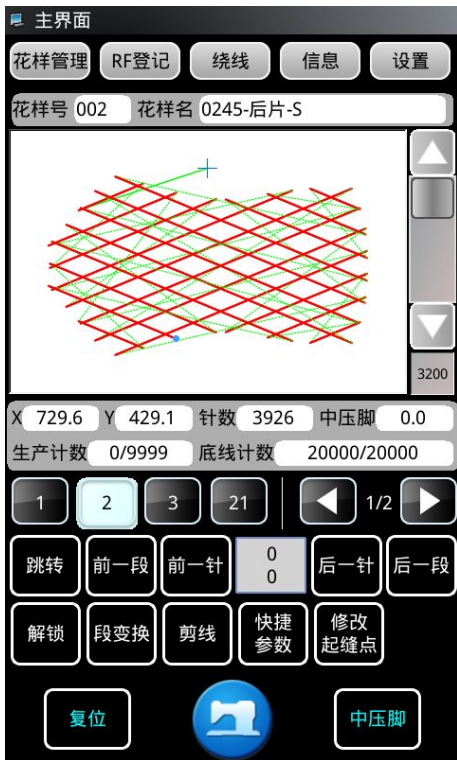 主界面
花样管理 RF登记 绕线 信息 设置
花样号 002 花样名 0245-后片-S
3200
X 729.6 Y 429.1 针数 3926 中压脚 0.0
生产计数 0/9999 底线计数 20000/20000
1 2 3 21 1/2
跳转 前一段 前一针 0 后一针 后一段
0
解锁 段变换 剪线 快捷 修改
参数 起缝点
复位 中压脚